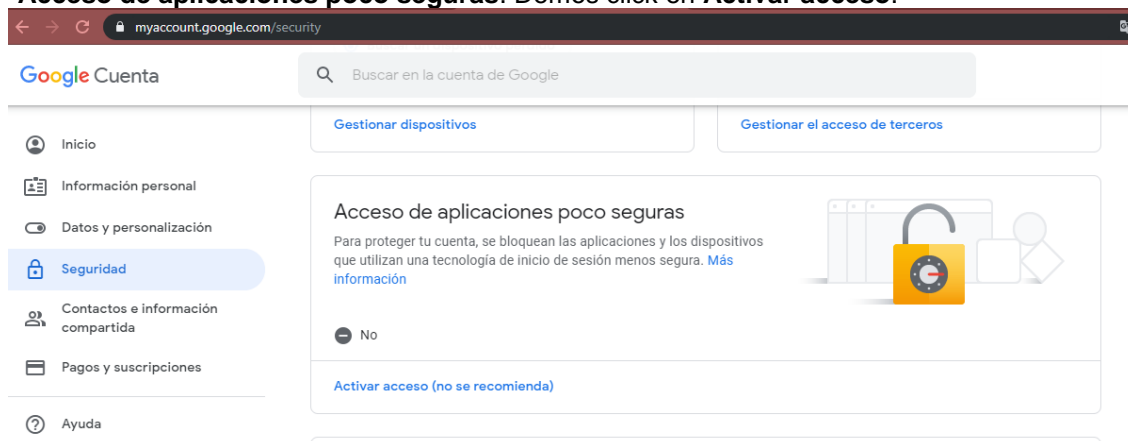 Acceso de aplicaciones poco seguras. Demos click en Activar acceso.
myaccount.google.com/security
Google Cuenta
Buscar en la cuenta de Google
Inicio
Información personal
Datos y personalización
Seguridad
Contactos e información
compartida
Pagos y suscripciones
Ayuda
Gestionar dispositivos
Gestionar el acceso de terceros
Acceso de aplicaciones poco seguras
Para proteger tu cuenta, se bloquean las aplicaciones y los dispositivos
que utilizan una tecnología de inicio de sesión menos segura. Más
información
No
Activar acceso (no se recomienda)